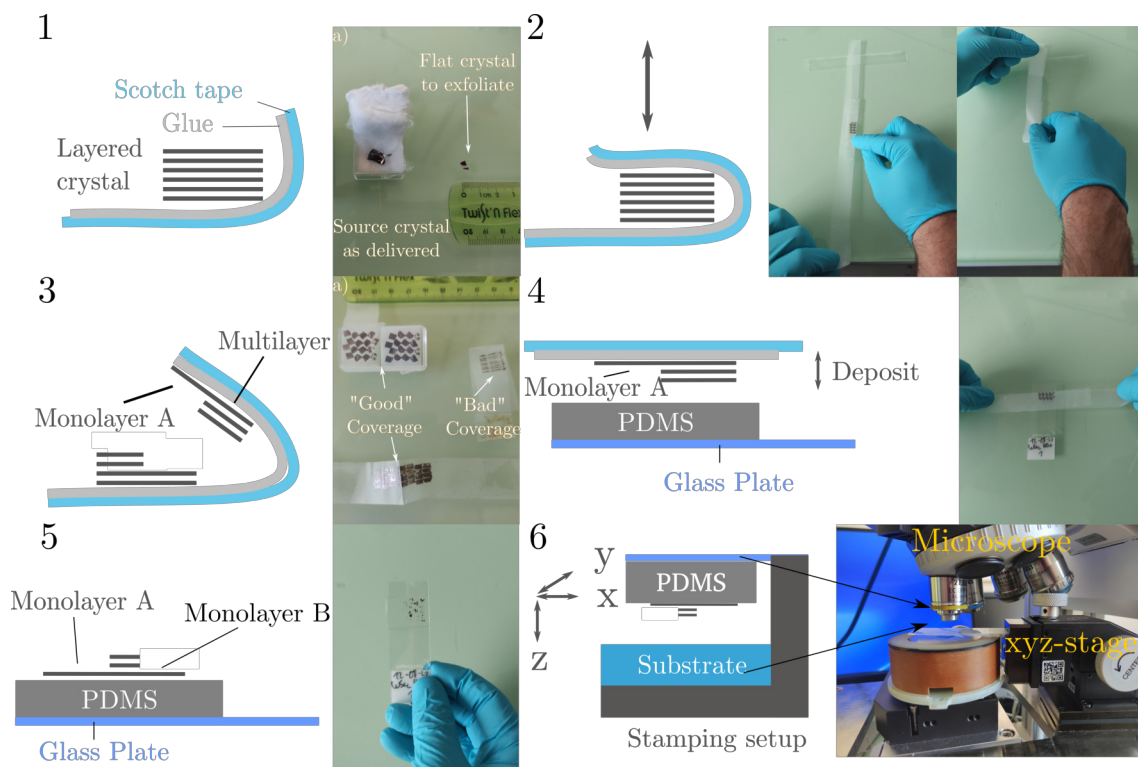 1
Scotch tape
Glue
Layered
crystal
a)
Flat crystal
to exfoliate
Twist'n Flex
Source crystal
as delivered
2
3
Multilayer
Monolayer A
a)
"Good"
Coverage
"Bad"
Coverage
4
Monolayer A
Deposit
PDMS
Glass Plate
5
Monolayer A
Monolayer B
PDMS
Glass Plate
6
y
x
z
PDMS
Substrate
Stamping setup
Microscope
xyz-stage